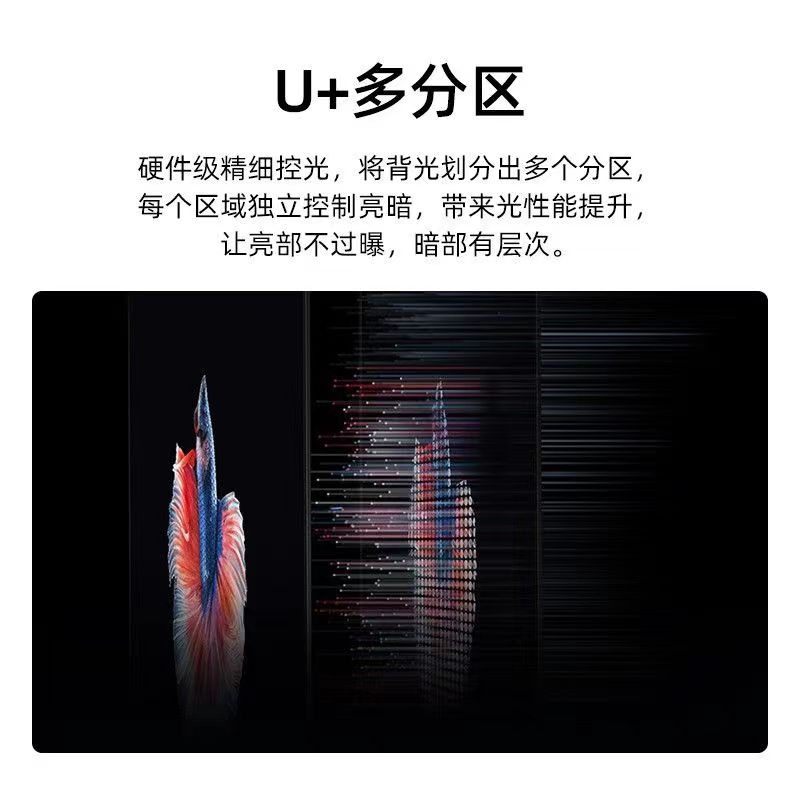 U+多分区
硬件级精细控光，将背光划分出多个分区，
每个区域独立控制亮暗，带来光性能提升，
让亮部不过曝，暗部有层次。